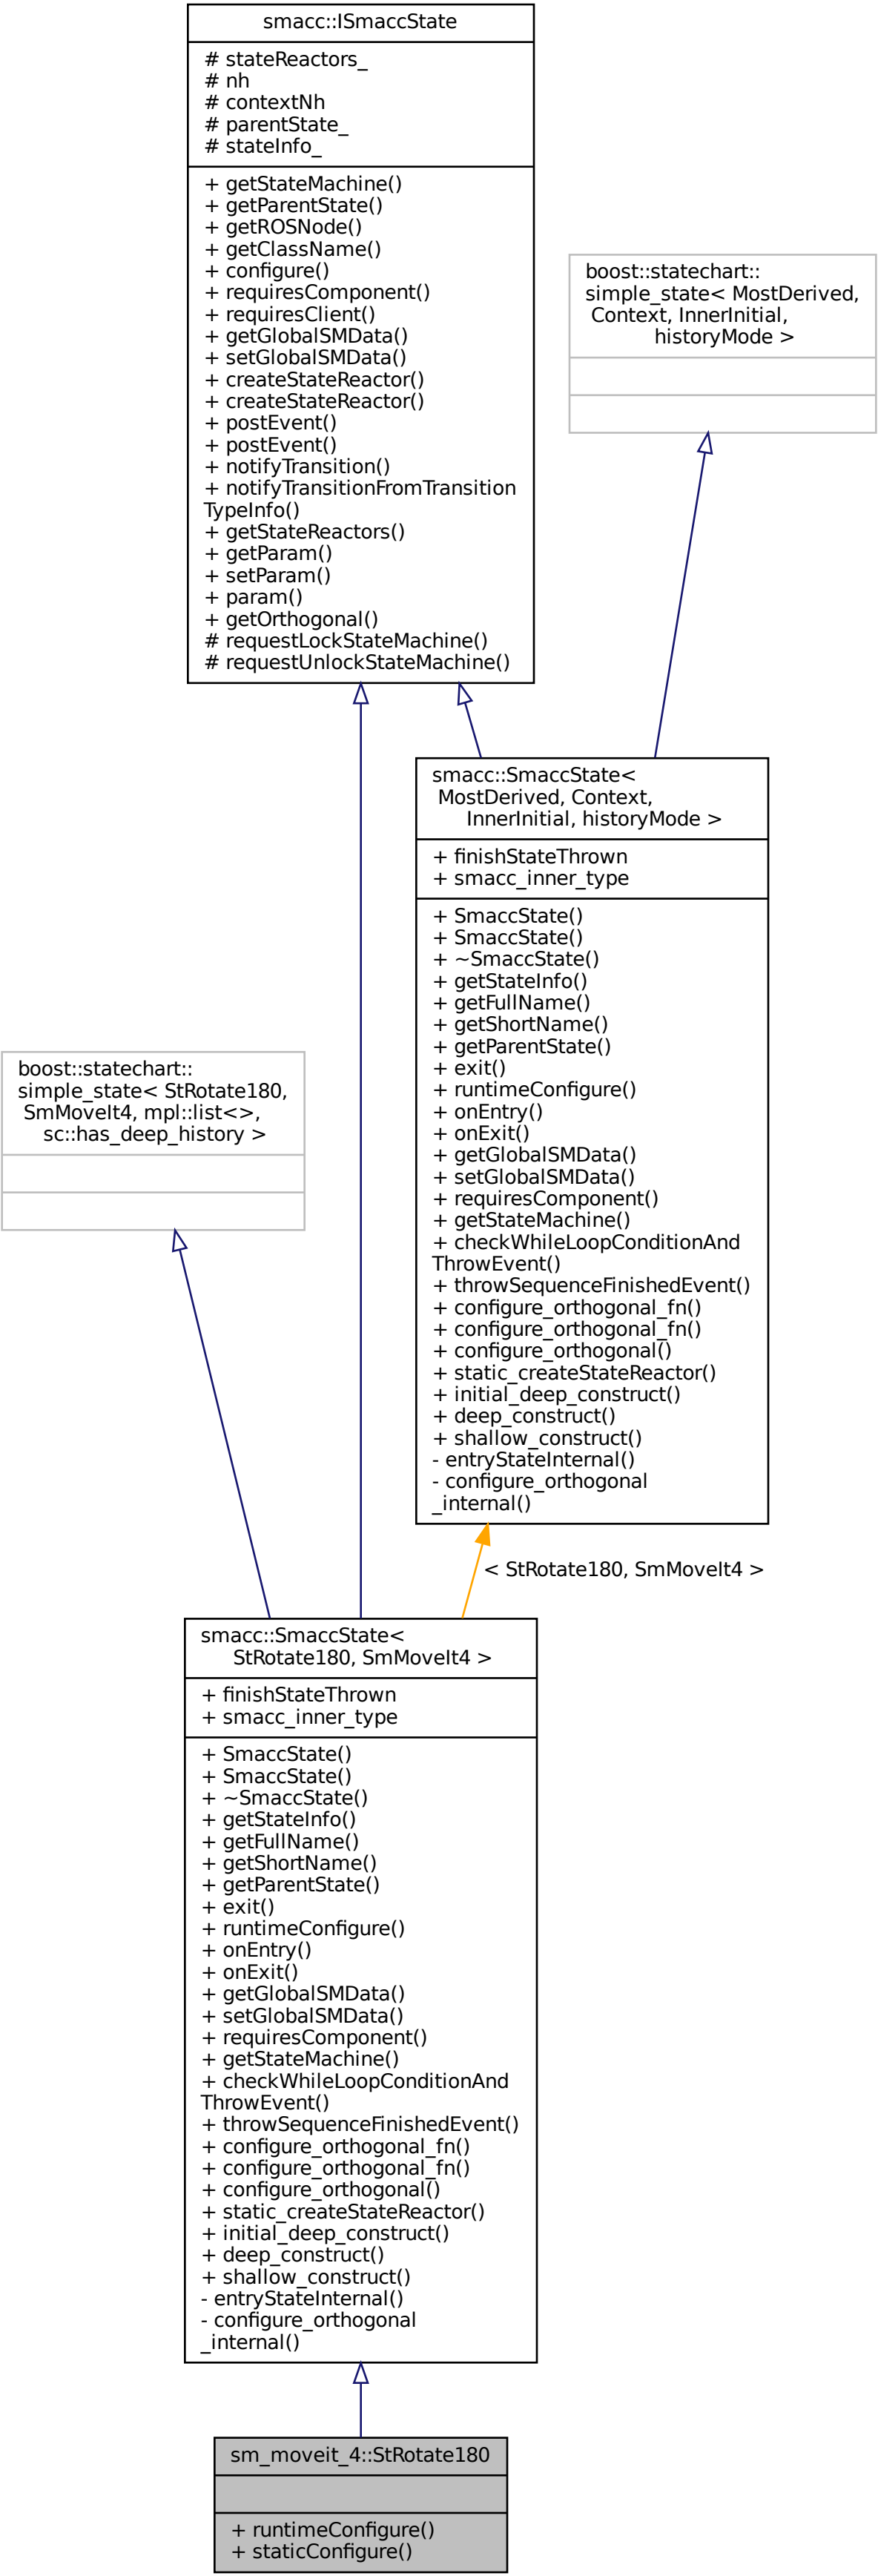 smacc::ISmaccState
# stateReactors_
# nh
# contextNh
# parentState_
# stateInfo_
+ getStateMachine()
+ getParentState()
+ getROSNode()
+ getClassName()
+ configure()
+ requiresComponent()
+ requiresClient()
+ getGlobalSMData()
+ setGlobalSMData()
+ createStateReactor()
+ createStateReactor()
+ postEvent()
+ postEvent()
+ notifyTransition()
+ notifyTransitionFromTransition
TypeInfo()
+ getStateReactors()
+ getParam()
+ setParam()
+ param()
+ getOrthogonal()
# requestLockStateMachine()
# requestUnlockStateMachine()
boost::statechart::
simple_state< MostDerived,
Context, InnerInitial,
historyMode >
smacc::SmaccState<
MostDerived, Context,
InnerInitial, historyMode >
+ finishStateThrown
+ smacc_inner_type
+ SmaccState()
+ SmaccState()
+ ~SmaccState()
+ getStateInfo()
+ getFullName()
+ getShortName()
+ getParentState()
+ exit()
+ runtimeConfigure()
+ onEntry()
+ onExit()
+ getGlobalSMData()
+ setGlobalSMData()
+ requiresComponent()
+ getStateMachine()
+ checkWhileLoopConditionAnd
ThrowEvent()
+ throwSequenceFinishedEvent()
+ configure_orthogonal_fn()
+ configure_orthogonal_fn()
+ configure_orthogonal()
+ static_createStateReactor()
+ initial_deep_construct()
+ deep_construct()
+ shallow_construct()
- entryStateInternal()
- configure_orthogonal
_internal()
boost::statechart::
simple_state< StRotate180,
SmMoveIt4, mpl::list<>,
sc::has_deep_history >
< StRotate180, SmMoveIt4 >
smacc::SmaccState<
StRotate180, SmMoveIt4 >
+ finishStateThrown
+ smacc_inner_type
+ SmaccState()
+ SmaccState()
+ ~SmaccState()
+ getStateInfo()
+ getFullName()
+ getShortName()
+ getParentState()
+ exit()
+ runtimeConfigure()
+ onEntry()
+ onExit()
+ getGlobalSMData()
+ setGlobalSMData()
+ requiresComponent()
+ getStateMachine()
+ checkWhileLoopConditionAnd
ThrowEvent()
+ throwSequenceFinishedEvent()
+ configure_orthogonal_fn()
+ configure_orthogonal_fn()
+ configure_orthogonal()
+ static_createStateReactor()
+ initial_deep_construct()
+ deep_construct()
+ shallow_construct()
- entryStateInternal()
- configure_orthogonal
_internal()
sm_moveit_4::StRotate180
+ runtimeConfigure()
+ staticConfigure()